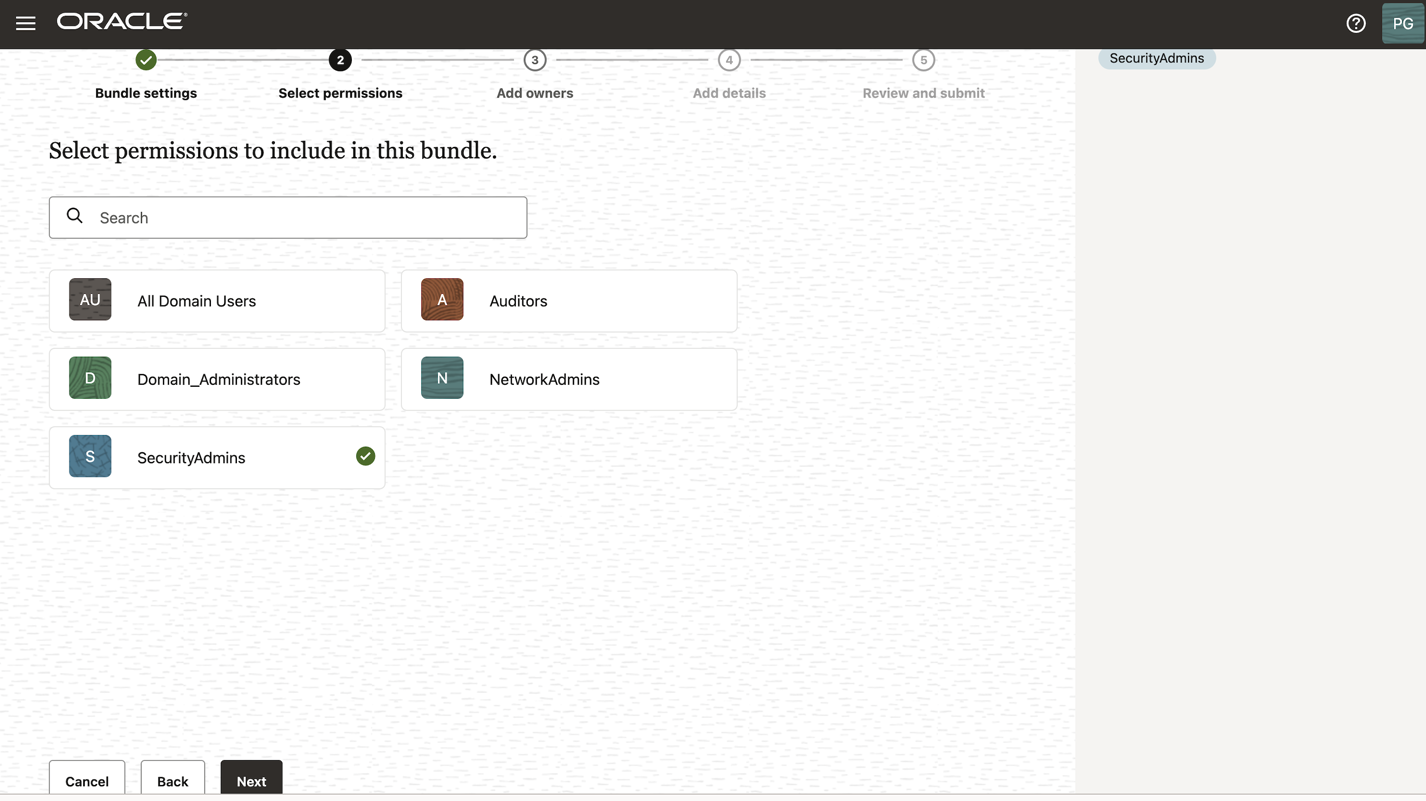 ORACLE
PG
SecurityAdmins
2
3
4
5
Bundle settings
Select permissions
Add owners
Add details
Review and submit
Select permissions to include in this bundle.
Search
AU
All Domain Users
A
Auditors
D
Domain_Administrators
N
NetworkAdmins
S
SecurityAdmins
Cancel
Back
Next